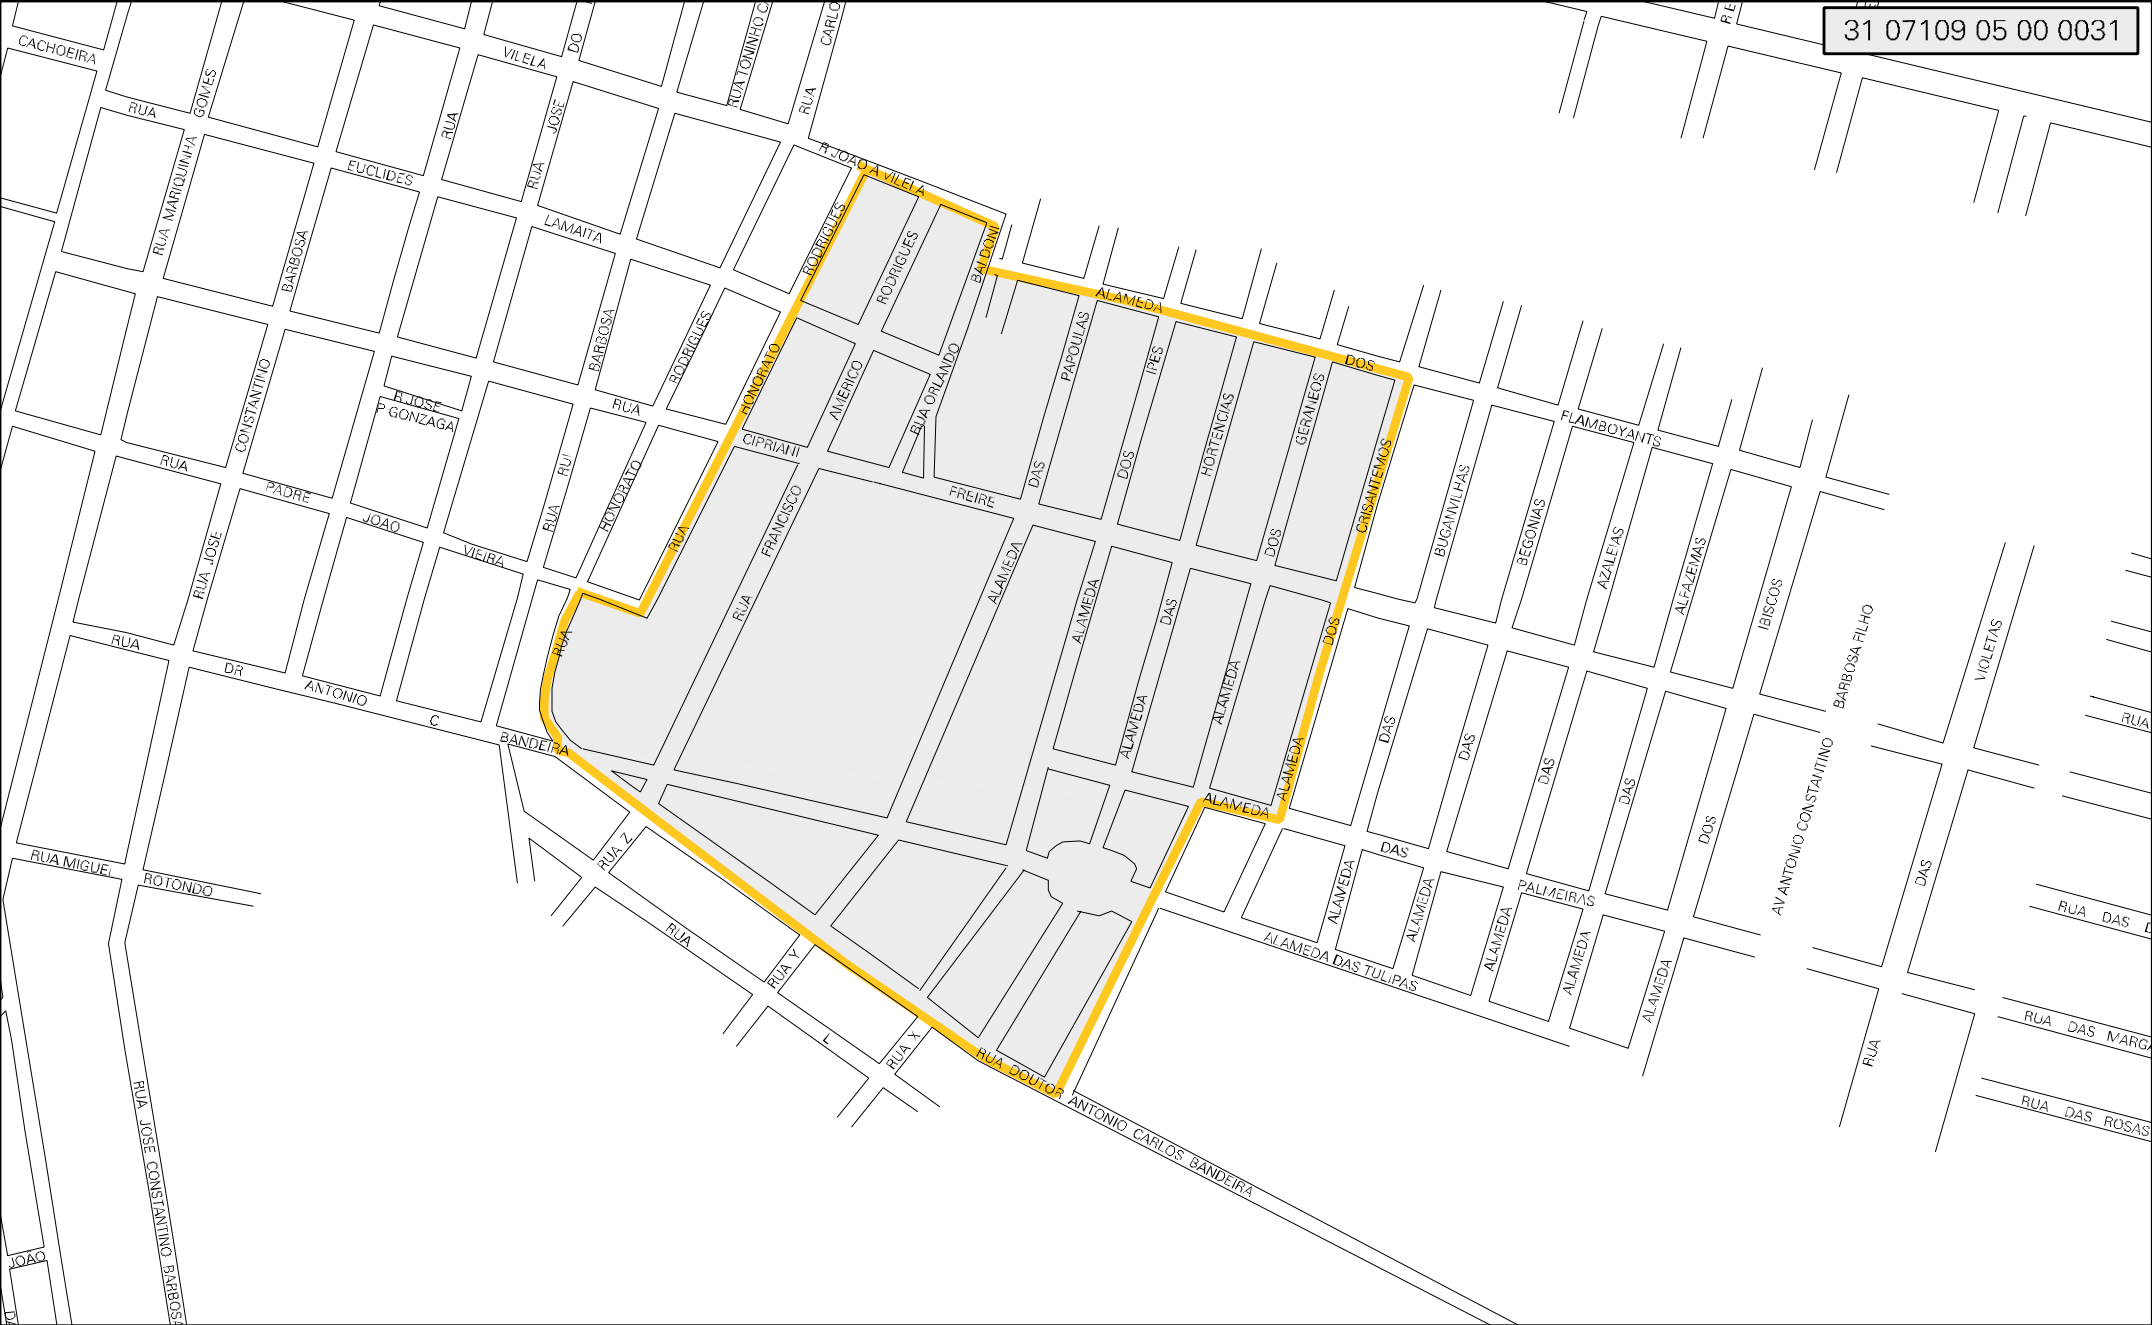 31 07109 05 00 0031
CACHOEIRA
RUA
GOMES
RUA MARIQUINHA
VILELA
DO
JOSE
RUA
RUA
EUCLIDES
LAMAITA
BARBOSA
RUA TONINHO
RUA
CARLO
R JOAO A VILELA
RODRIGUES
RODRIGUES
BALDONI
ALAMEDA
DOS
FLAMBOYANTS
HONORATO
RUA
AMERICO
RUA ORLANDO
PAPOULAS
DAS
IPES
DOS
HORTENCIAS
GERANEOS
DOS
CRISANTEMOS
DOS
ALAMEDA
BARBOSA
RODRIGUES
RUA
CIPRIANI
FREIRE
R JOSE
P GONZAGA
CONSTANTINO
RUA JOSE
RUA
PADRE
JOAO
VIEIRA
RUI
RUA
HONORATO
RUA
FRANCISCO
RUA
ALAMEDA
ALAMEDA
DAS
ALAMEDA
ALAMEDA
BUGANVILHAS
DAS
BEGONIAS
DAS
AZALEIAS
DAS
ALFAZEMAS
DAS
IBISCOS
DOS
BARBOSA FILHO
AV ANTONIO CONSTANTINO
VIOLETAS
DAS
RUA
RUA
DR
ANTONIO
C
BANDEIRA
RUA
ALAMEDA
DAS
PALMEIRAS
ALAMEDA
ALAMEDA
ALAMEDA
ALAMEDA
ALAMEDA
ALAMEDA DAS TULIPAS
RUA MIGUEL
ROTONDO
RUA Z
RUA
RUA Y
L
RUA X
RUA DOUTOR ANTONIO CARLOS BANDEIRA
RUA
RUA DAS
RUA DAS MARGA
RUA DAS ROSAS
RUA JOSE CONSTANTINO BARBOSA
JOAO